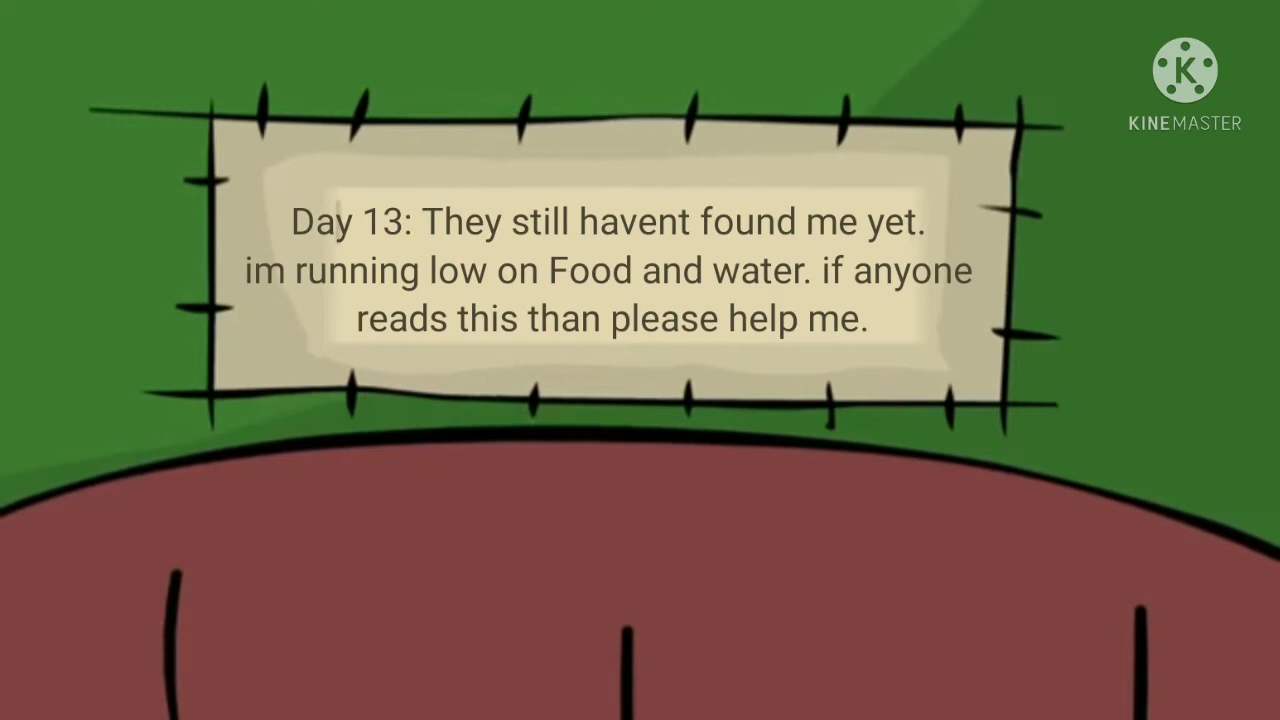 KINEMASTER
Day 13: They still havent found me yet.
im running low on Food and water. if anyone
reads this than please help me.